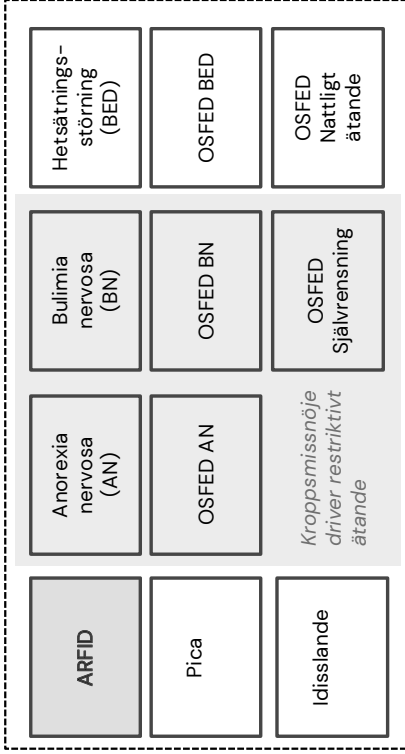 ARFID
Anorexia
nervosa
(AN)
Bulimia
nervosa
(BN)
Hetsätnings-
störning
(BED)
Pica
OSFED AN
OSFED BN
OSFED BED
Idisslande
Kroppsmissnöje
driver restriktivt
ätande
OSFED
Självrensning
OSFED
Nattligt
ätande